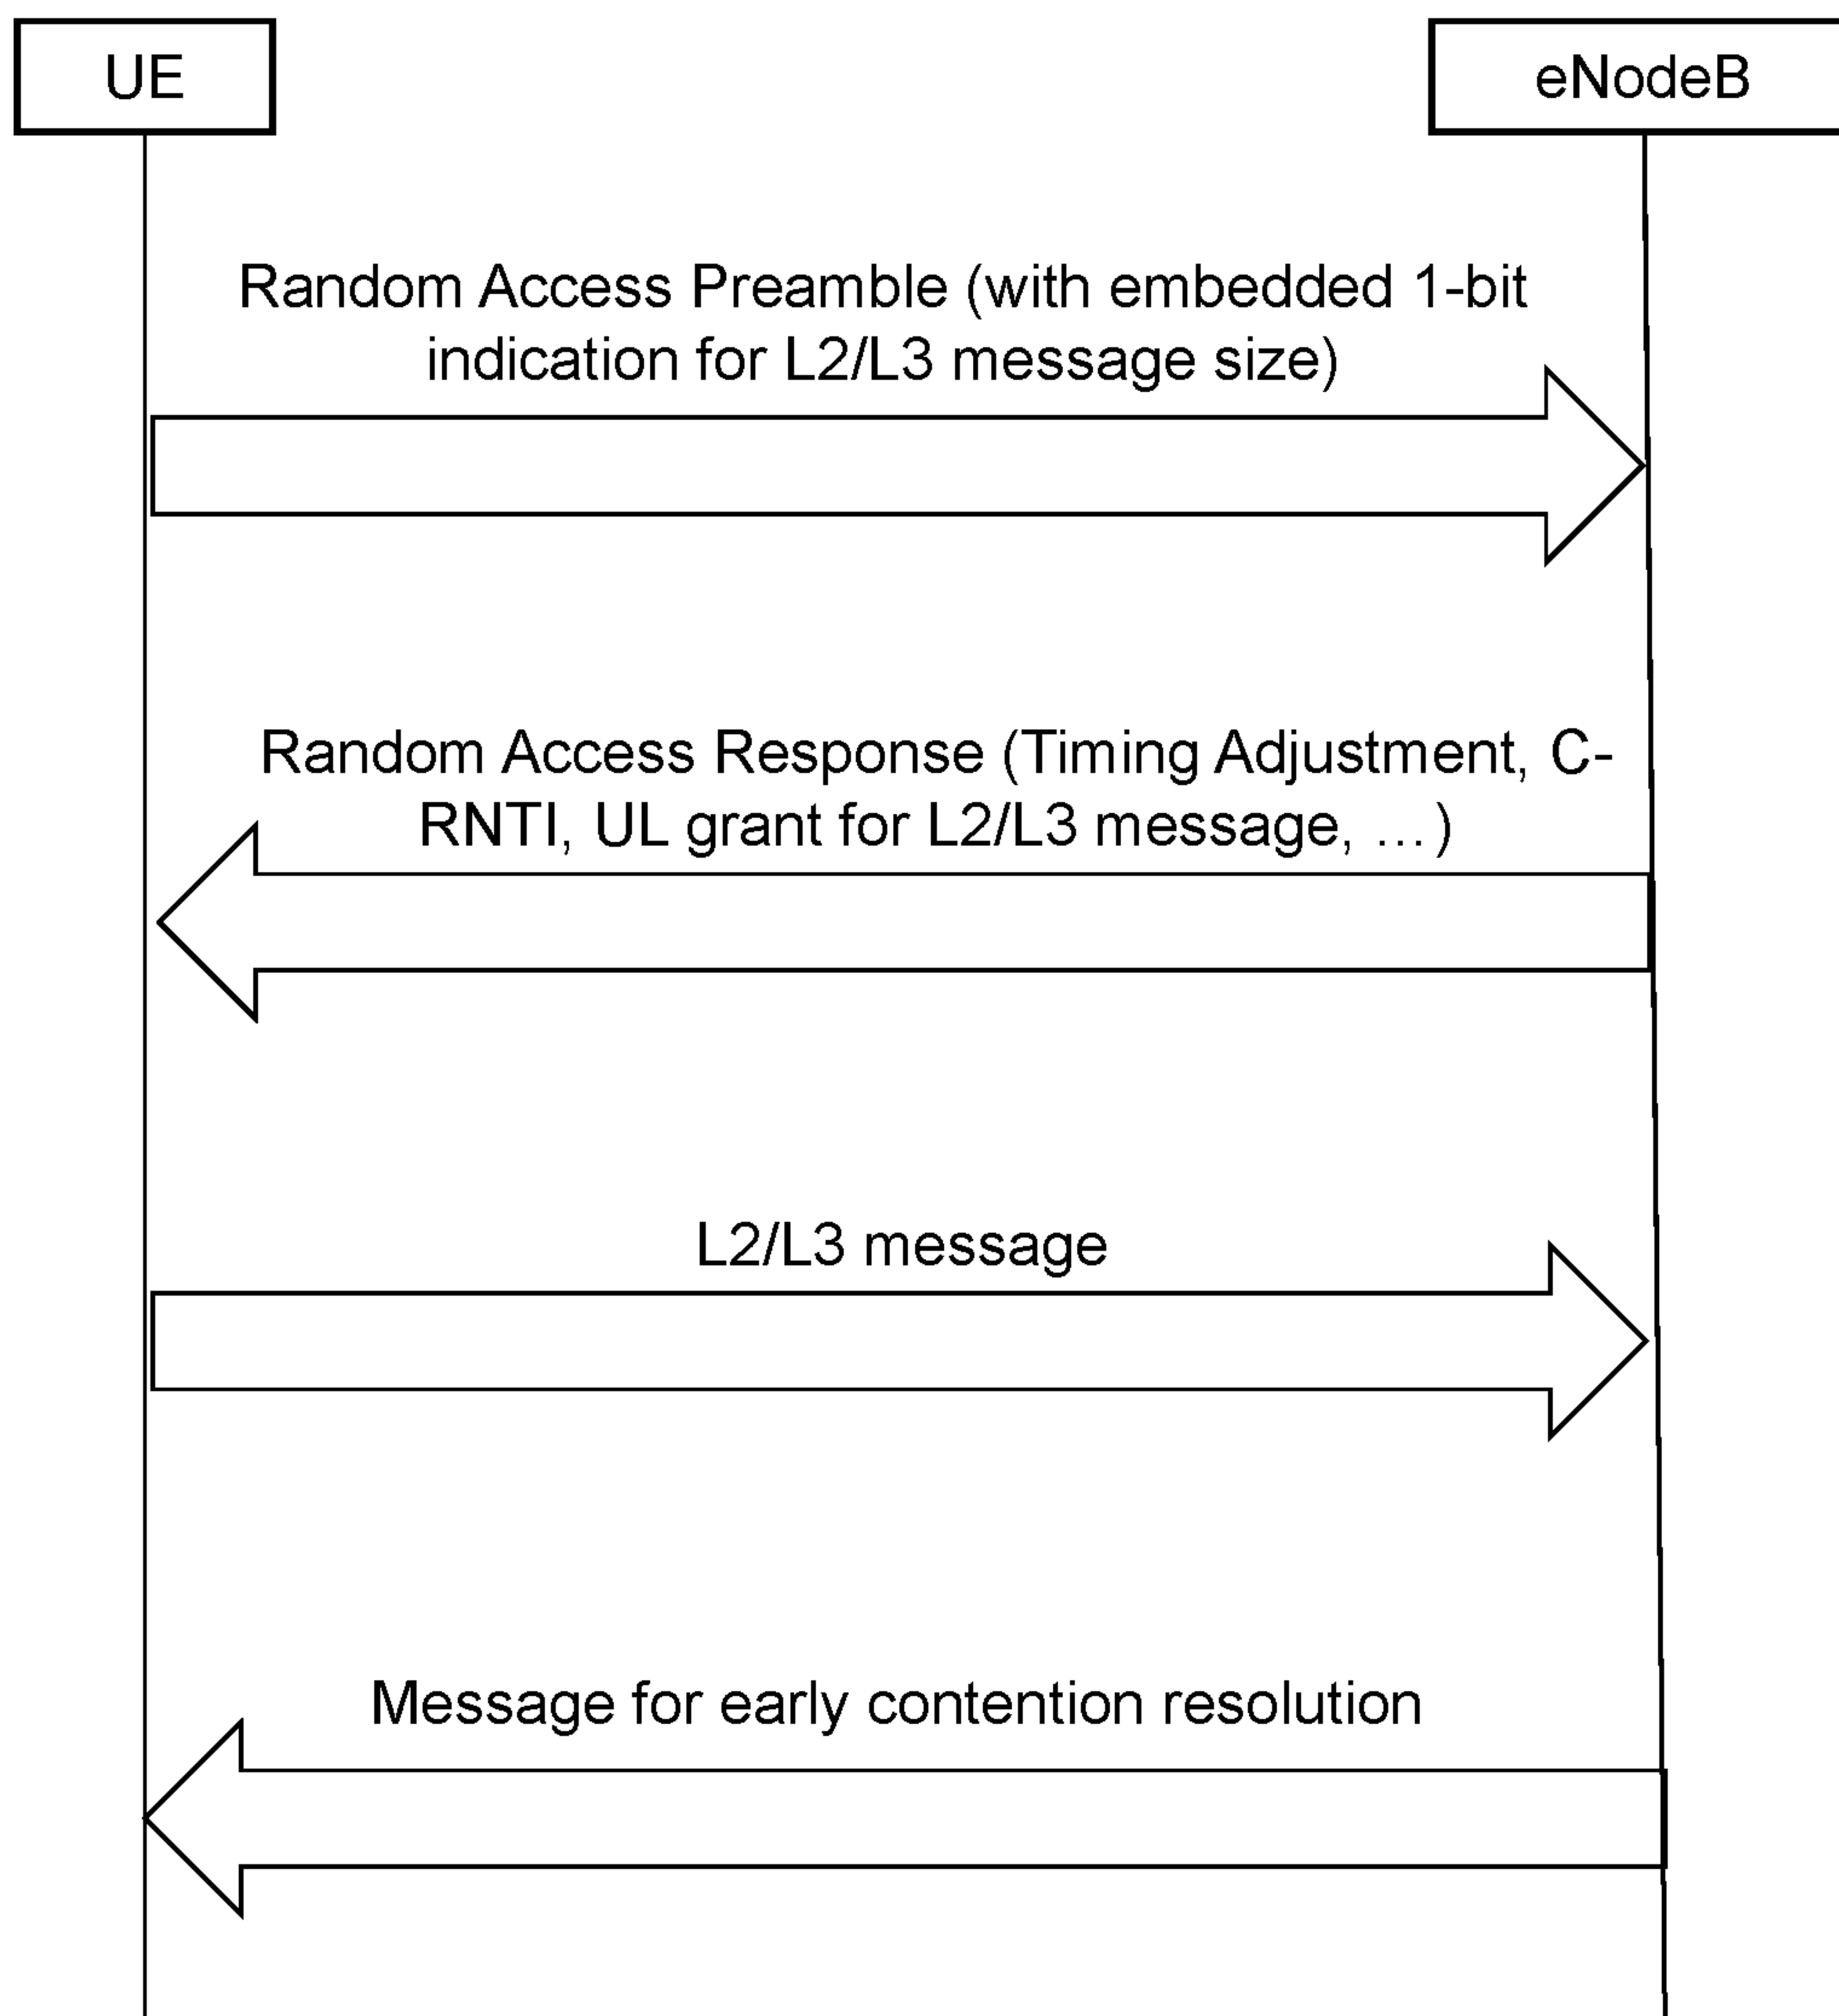 UE
eNodeB
Random Access Preamble (with embedded 1-bit
indication for L2/L3 message size)
Random Access Response (Timing Adjustment, C-
RNTI, UL grant for L2/L3 message, …)
L2/L3 message
Message for early contention resolution